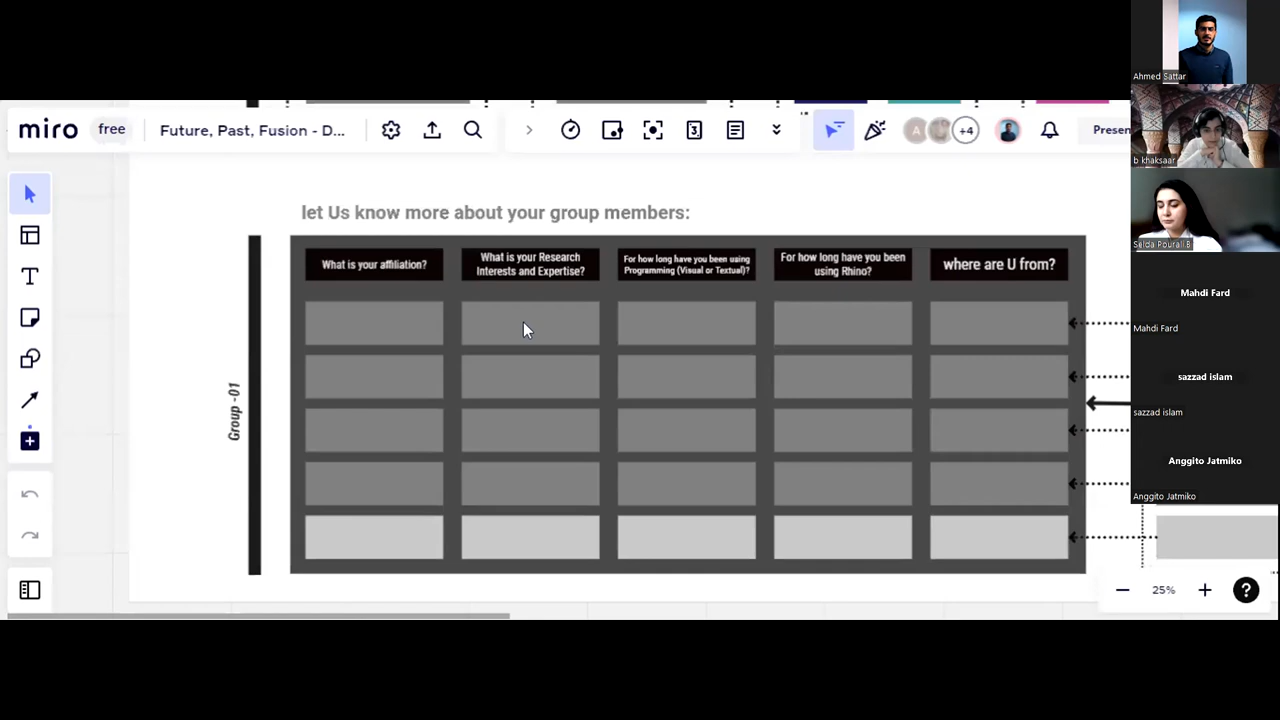 miro
free
Future, Past, Fusion - D...
3
A
+4
Presen
let Us know more about your group members:
What is your affiliation?
What is your Research
Interests and Expertise?
For how long have you been using
Programming (Visual or Textual)?
For how long have you been
using Rhino?
where are U from?
Group -01
25%
?
Ahmed Sattar
b khaksaar
Selda Pourali B
Mahdi Fard
Mahdi Fard
sazzad islam
sazzad islam
Anggito Jatmiko
Anggito Jatmiko